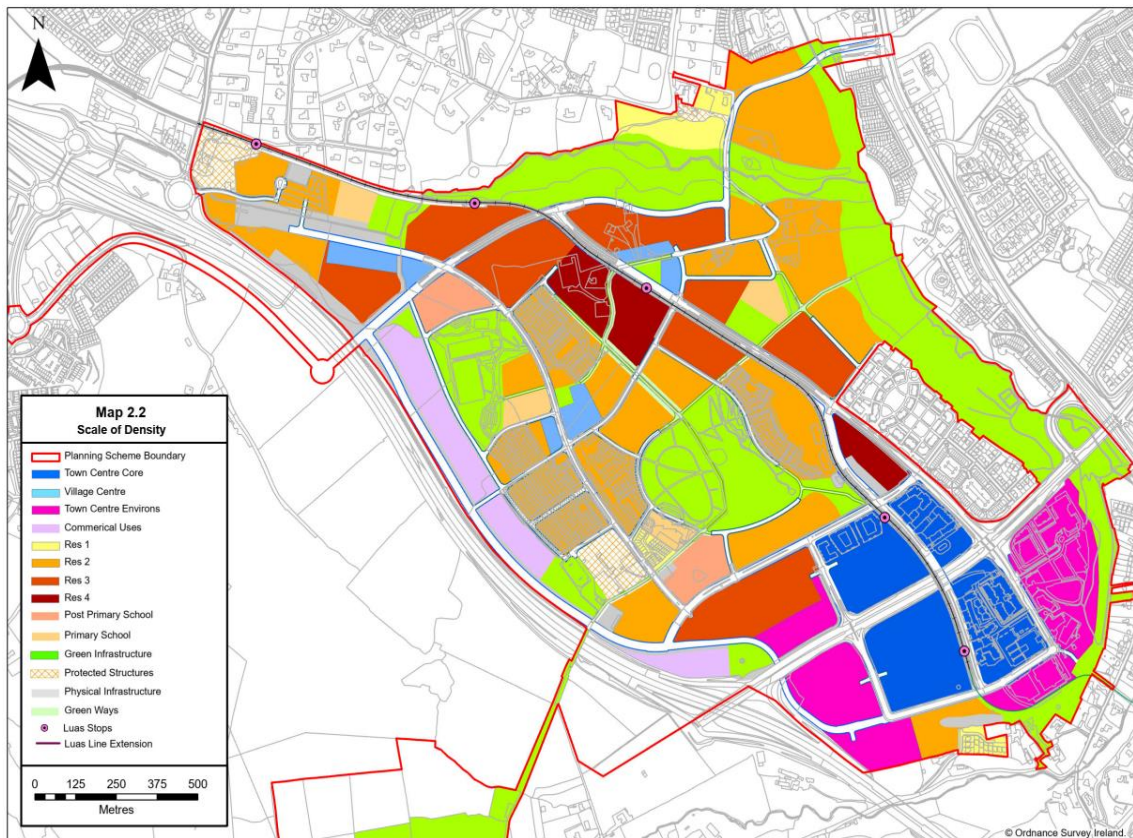 N
Map 2.2
Scale of Density
Planning Scheme Boundary
Town Centre Core
Village Centre
Town Centre Environs
Commerical Uses
Res 1
Res 2
Res 3
Res 4
Post Primary School
Primary School
Green Infrastructure
Protected Structures
Physical Infrastructure
Green Ways
Luas Stops
Luas Line Extension
0 125 250 375 500
Metres
© Ordnance Survey Ireland.